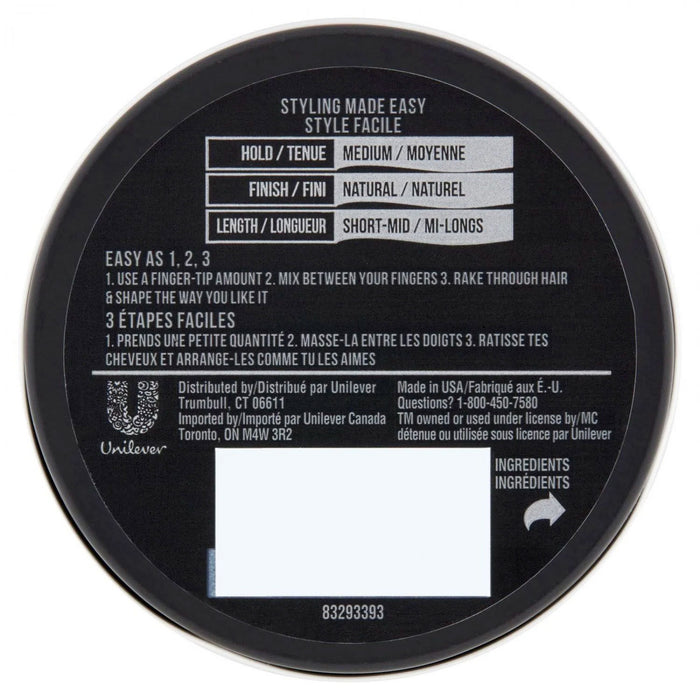 STYLING MADE EASY
STYLE FACILE
HOLD / TENUE MEDIUM / MOYENNE
FINISH / FINI NATURAL / NATUREL
LENGTH / LONGUEUR SHORT-MID / MI-LONGS
EASY AS 1, 2, 3
1. USE A FINGER-TIP AMOUNT 2. MIX BETWEEN YOUR FINGERS 3. RAKE THROUGH HAIR
& SHAPE THE WAY YOU LIKE IT
3 ÉTAPES FACILES
1. PRENDS UNE PETITE QUANTITÉ 2. MASSE-LA ENTRE LES DOIGTS 3. RATISSE TES
CHEVEUX ET ARRANGE-LES COMME TU LES AIMES
Unilever
Distributed by/Distribué par Unilever
Trumbull, CT 06611
Imported by/Importé par Unilever Canada
Toronto, ON M4W 3R2
Made in USA/Fabriqué aux É.-U.
Questions? 1-800-450-7580
TM owned or used under license by/MC
détenue ou utilisée sous licence par Unilever
INGREDIENTS
INGRÉDIENTS
83293393